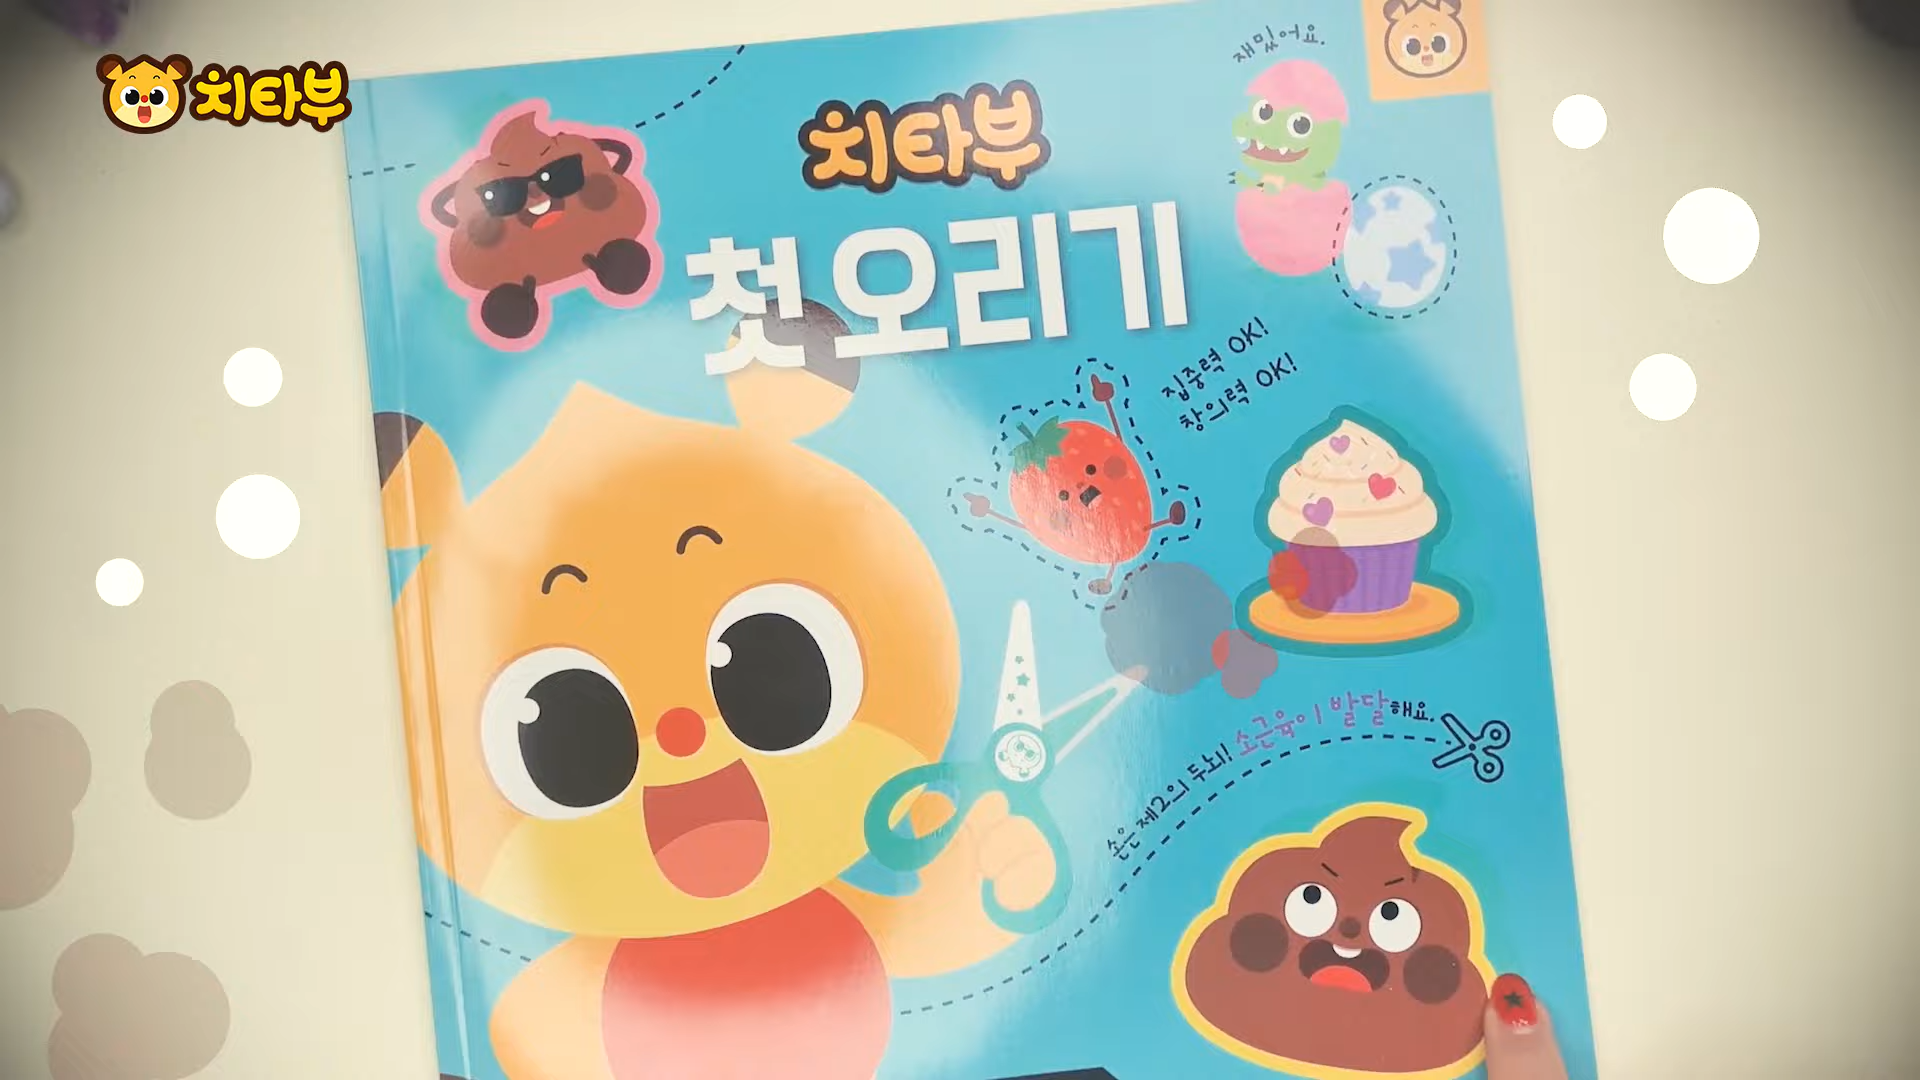 치타부
치타부
첫 오리기
재밌어요.
집중력 OK!
창의력 OK!
손은 제2의 두뇌! 소근육이 발달해요.